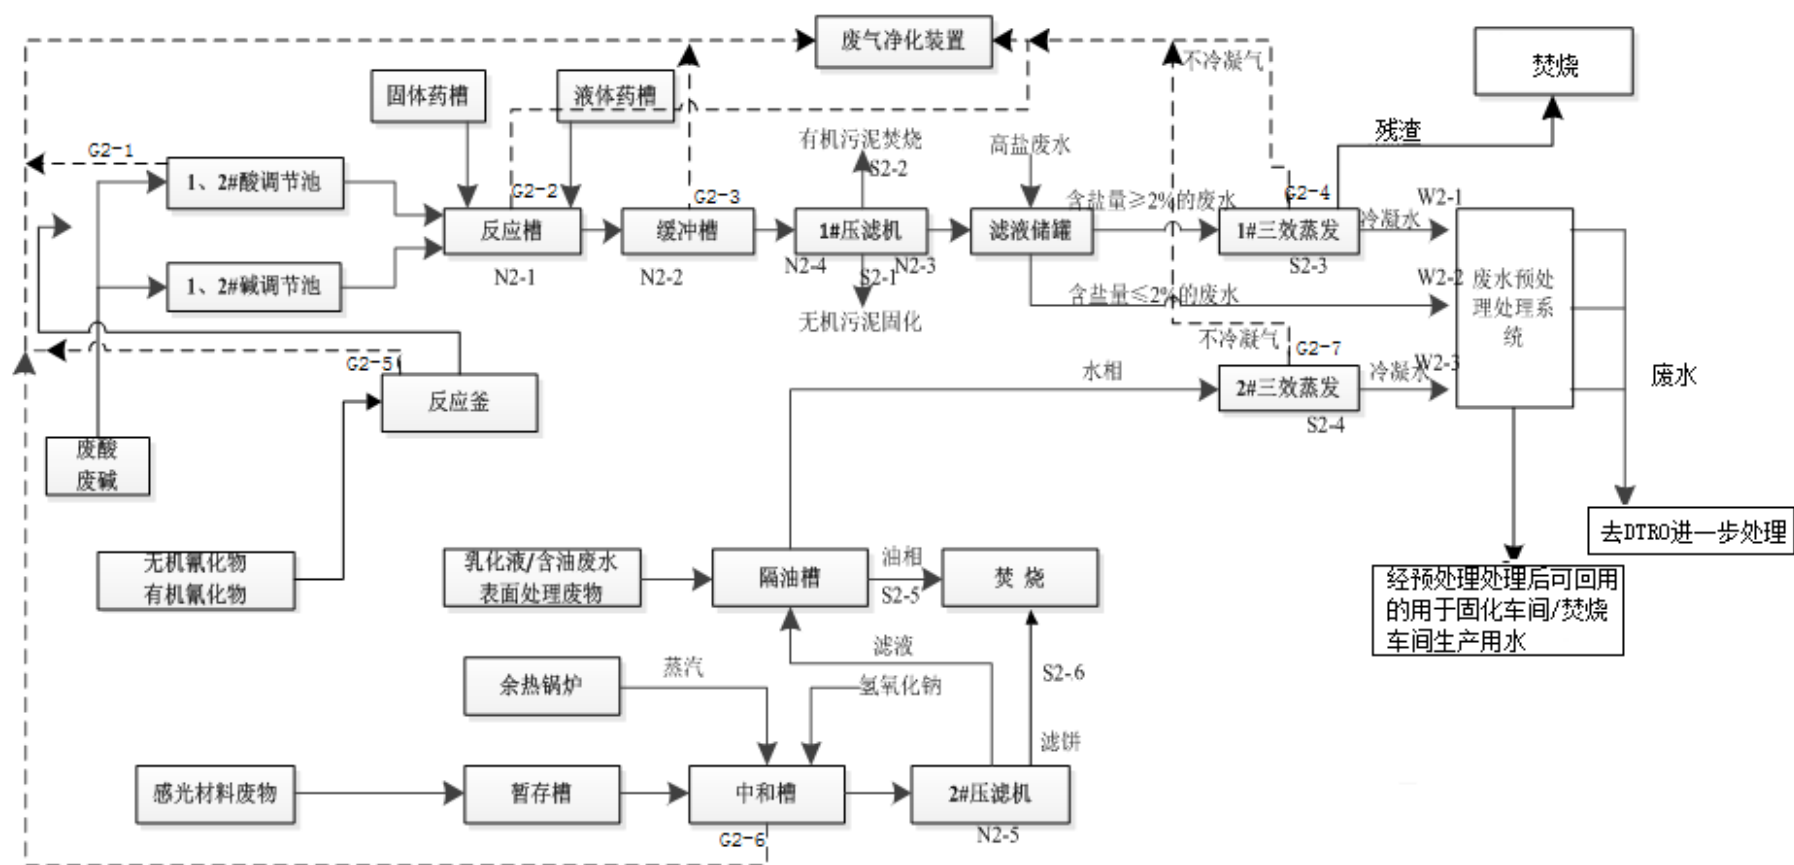 废气净化装置
不冷凝气
焚烧
固体药槽
液体药槽
残渣
有机污泥焚烧
高盐废水
S2-2
G2-1
1、2#酸调节池
G2-2
G2-3
G2-4
W2-1
含盐量≥2%的废水
冷凝水
反应槽
缓冲槽
1#压滤机
滤液储罐
1#三效蒸发
N2-1
N2-2
N2-4
S2-1
N2-3
S2-3
W2-2
1、2#碱调节池
含盐量≤2%的废水
废水预处
理处理系
统
无机污泥固化
不冷凝气
G2-7
G2-5
W2-3
水相
冷凝水
废水
反应釜
2#三效蒸发
S2-4
废酸
废碱
去DTRO进一步处理
无机氰化物
有机氰化物
乳化液/含油废水
表面处理废物
隔油槽
油相
S2-5
焚 烧
经预处理处理后可回用
的用于固化车间/焚烧
车间生产用水
滤液
蒸汽
余热锅炉
氢氧化钠
S2-.6
滤饼
感光材料废物
暂存槽
中和槽
2#压滤机
G2-6
N2-5